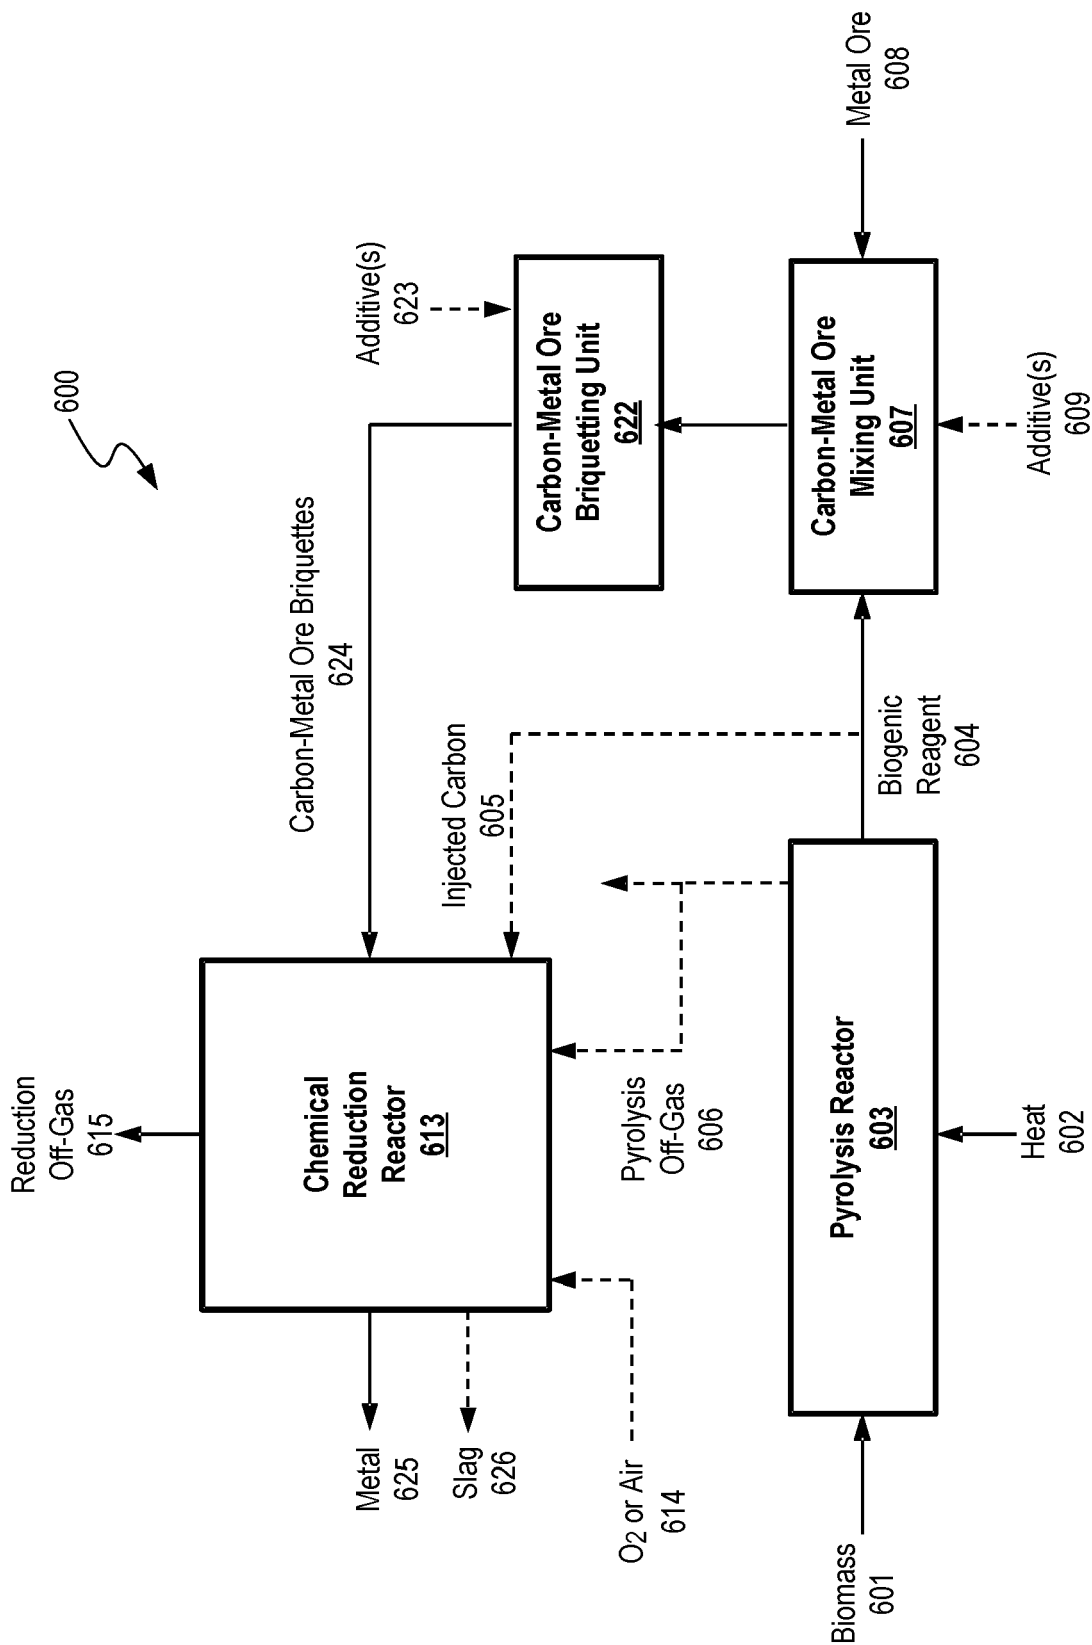 600
Reduction
Off-Gas
615
Carbon-Metal Ore Briquettes
624
Additive(s)
623
Metal
625
Slag
626
Chemical
Reduction
Reactor
613
Injected Carbon
605
Carbon-Metal Ore
Briquetting Unit
622
O2 or Air
614
Pyrolysis
Off-Gas
606
Biomass
601
Pyrolysis Reactor
603
Biogenic
Reagent
604
Carbon-Metal Ore
Mixing Unit
607
Metal Ore
608
Heat
602
Additive(s)
609